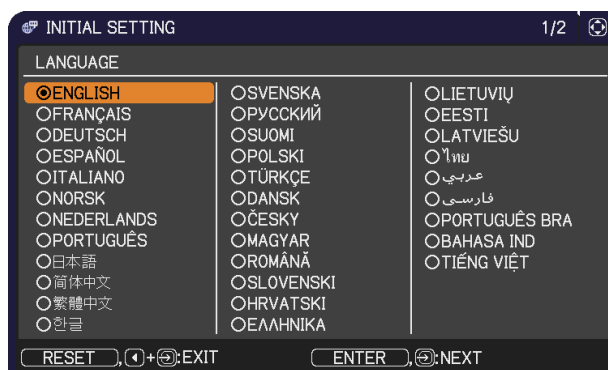 INITIAL SETTING 1/2
LANGUAGE
ENGLISH
FRANÇAIS
DEUTSCH
ESPAÑOL
ITALIANO
NORSK
NEDERLANDS
PORTUGUÊS
日本語
简体中文
繁體中文
한글
SVENSKA
РУССКИЙ
SUOMI
POLSKI
TÜRKÇE
DANSK
ČESKY
MAGYAR
ROMÂNĂ
SLOVENSKI
HRVATSKI
ΕΛΛΗΝΙΚΑ
LIETUVIŲ
EESTI
LATVIEŠU
ไทย
عربي
فارسی
PORTUGUÊS BRA
BAHASA IND
TIẾNG VIỆT
RESET ,+:EXIT ENTER ,:NEXT